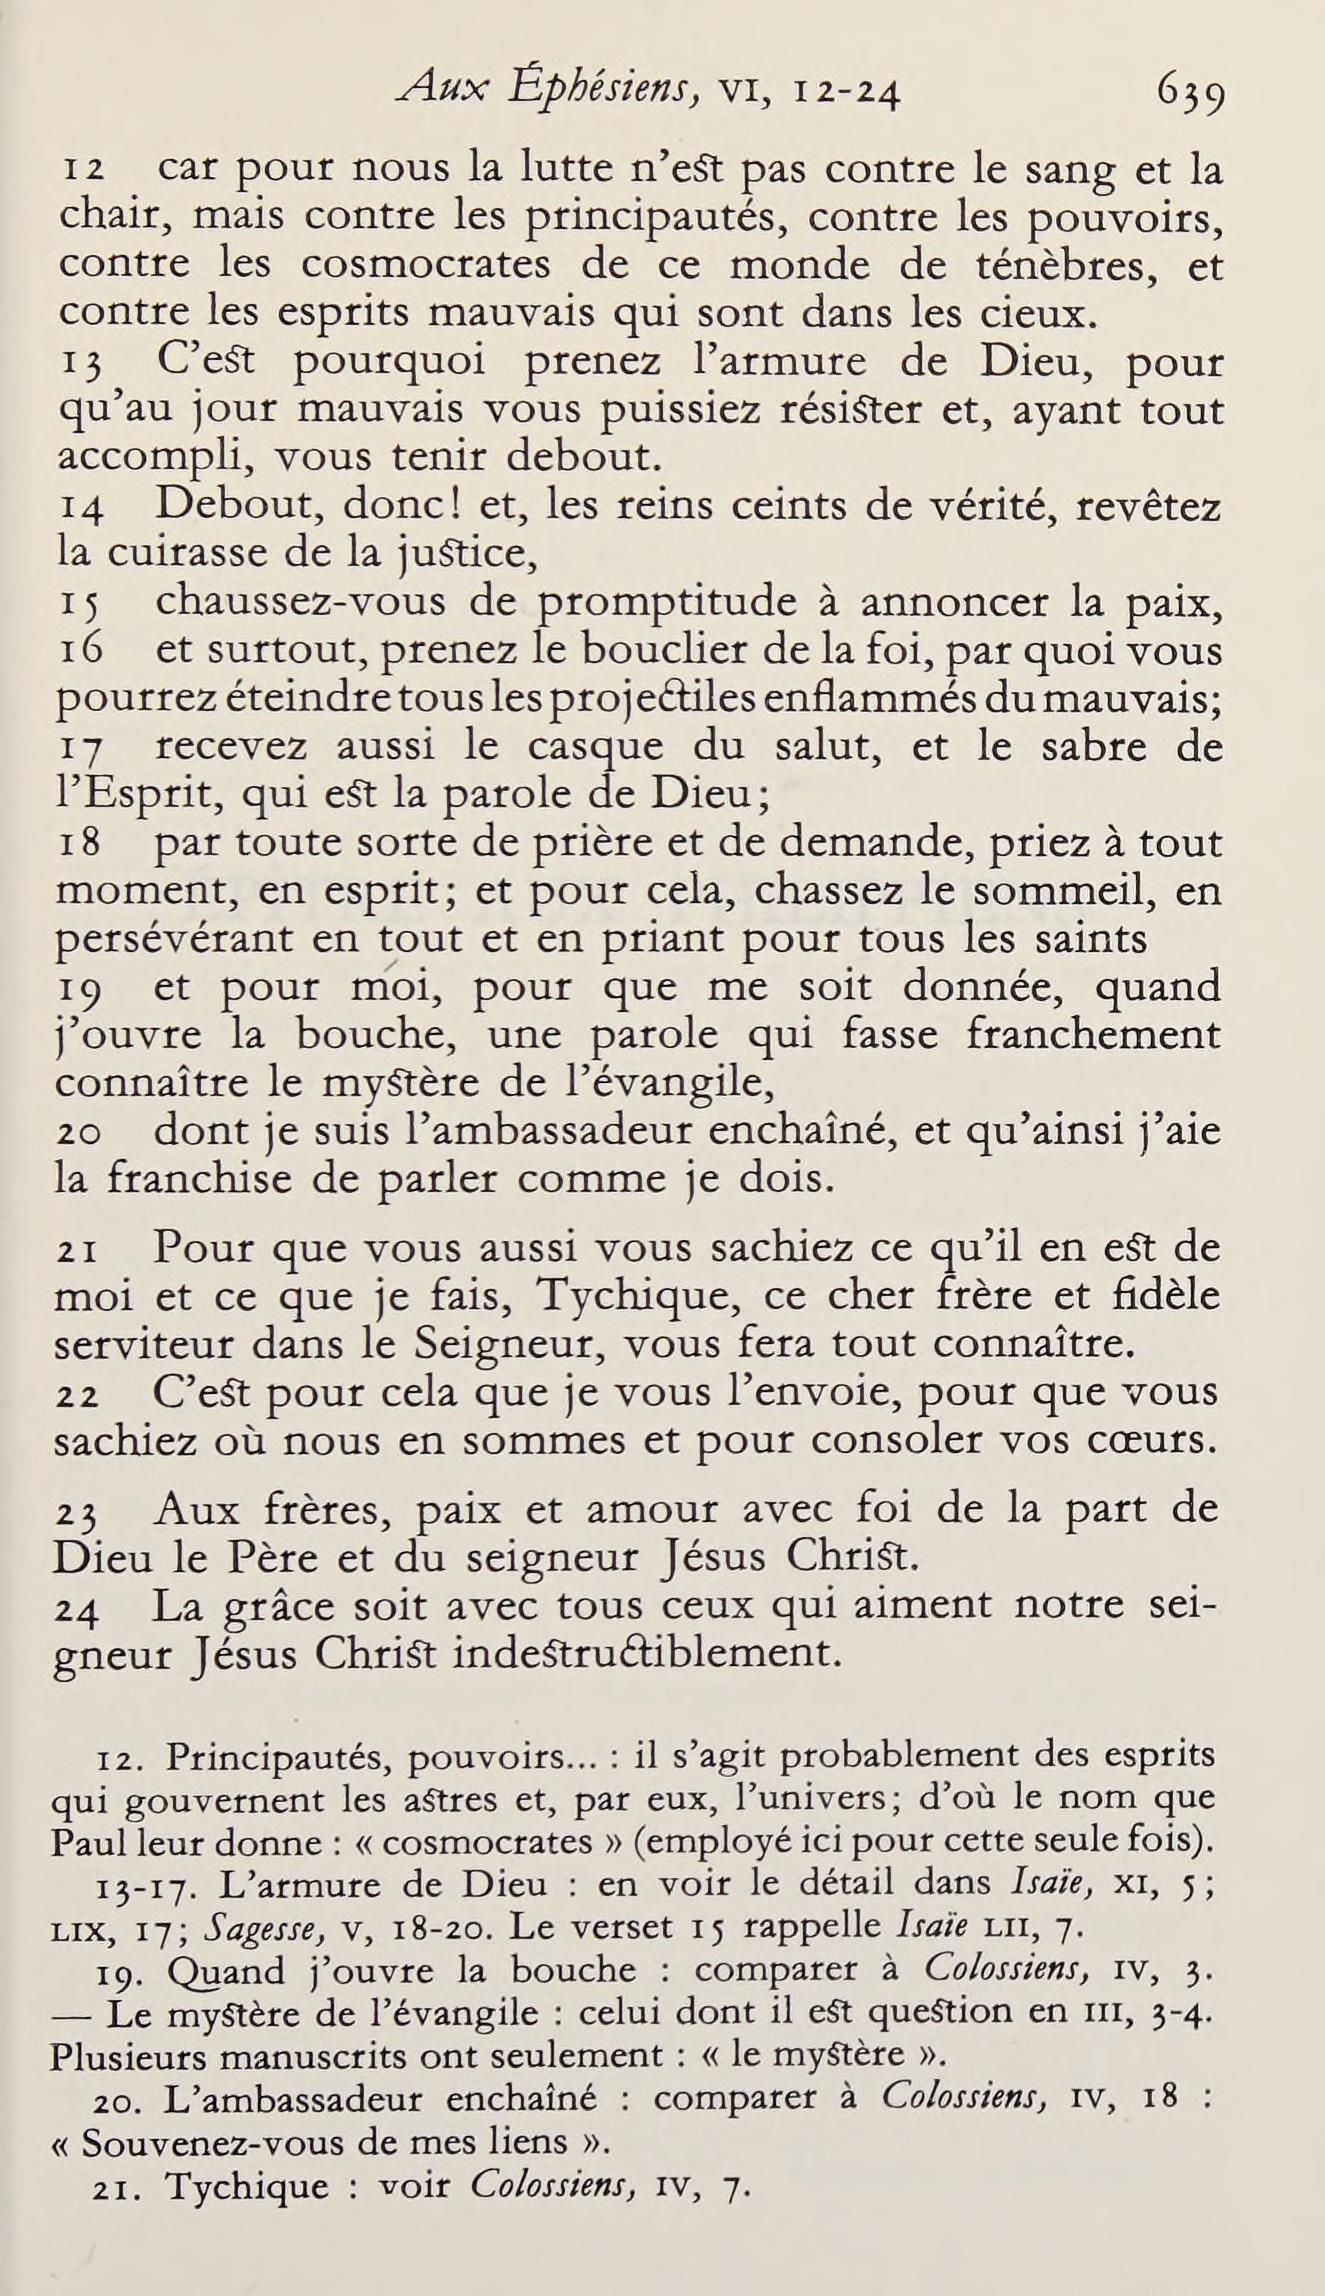 Aux Éphésiens, VI, 12-24 639
12 car pour nous la lutte n’est pas contre le sang et la
chair, mais contre les principautés, contre les pouvoirs,
contre les cosmocrates de ce monde de ténèbres, et
contre les esprits mauvais qui sont dans les cieux.
13 C’est pourquoi prenez l’armure de Dieu, pour
qu’au jour mauvais vous puissiez résister et, ayant tout
accompli, vous tenir debout.
14 Debout, donc! et, les reins ceints de vérité, revêtez
la cuirasse de la justice,
15 chaussez-vous de promptitude à annoncer la paix,
16 et surtout, prenez le bouclier de la foi, par quoi vous
pourrez éteindre tous les projectiles enflammés du mauvais;
17 recevez aussi le casque du salut, et le sabre de
l’Esprit, qui est la parole de Dieu;
18 par toute sorte de prière et de demande, priez à tout
moment, en esprit; et pour cela, chassez le sommeil, en
persévérant en tout et en priant pour tous les saints
19 et pour moi, pour que me soit donnée, quand
j’ouvre la bouche, une parole qui fasse franchement
connaître le mystère de l’évangile,
20 dont je suis l’ambassadeur enchaîné, et qu’ainsi j’aie
la franchise de parler comme je dois.
21 Pour que vous aussi vous sachiez ce qu’il en est de
moi et ce que je fais, Tychique, ce cher frère et fidèle
serviteur dans le Seigneur, vous fera tout connaître.
22 C’est pour cela que je vous l’envoie, pour que vous
sachiez où nous en sommes et pour consoler vos cœurs.
23 Aux frères, paix et amour avec foi de la part de
Dieu le Père et du seigneur Jésus Christ.
24 La grâce soit avec tous ceux qui aiment notre sei-
gneur Jésus Christ indestructiblement.
12. Principautés, pouvoirs... : il s’agit probablement des esprits
qui gouvernent les astres et, par eux, l’univers; d’où le nom que
Paul leur donne : « cosmocrates » (employé ici pour cette seule fois).
13-17. L’armure de Dieu : en voir le détail dans Isaïe, XI, 5;
LIX, 17; Sagesse, V, 18-20. Le verset 15 rappelle Isaïe LII, 7.
19. Quand j’ouvre la bouche : comparer à Colossiens, IV, 3.
— Le mystère de l’évangile : celui dont il est question en III, 3-4.
Plusieurs manuscrits ont seulement : « le mystère ».
20. L’ambassadeur enchaîné : comparer à Colossiens, IV, 18 :
« Souvenez-vous de mes liens ».
21. Tychique : voir Colossiens, IV, 7.